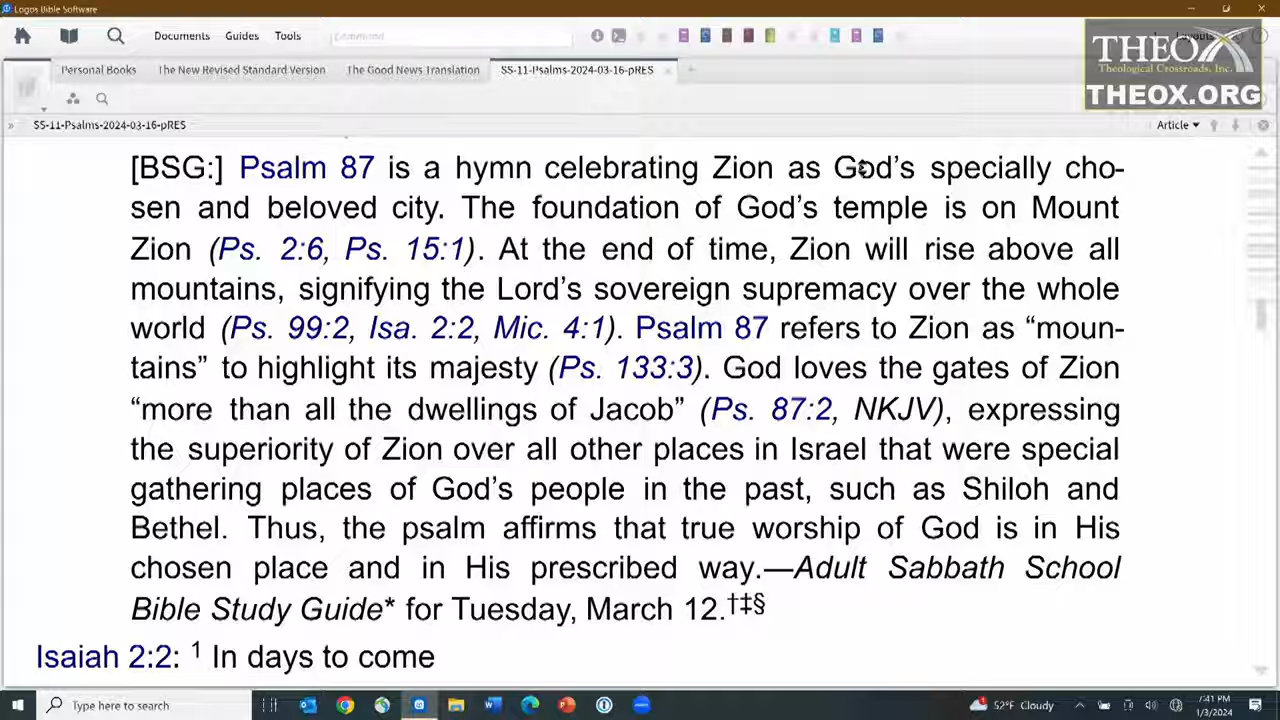 Logos Bible Software
Documents Guides Tools Command Layouts
THEOX
Theological Crossroads, Inc.
THEOX.ORG
Personal Books The New Revised Standard Version The Good News Translation SS-11-Psalms-2024-03-16-pRES
SS-11-Psalms-2024-03-16-pRES Article
[BSG:] Psalm 87 is a hymn celebrating Zion as God’s specially cho-
sen and beloved city. The foundation of God’s temple is on Mount
Zion (Ps. 2:6, Ps. 15:1). At the end of time, Zion will rise above all
mountains, signifying the Lord’s sovereign supremacy over the whole
world (Ps. 99:2, Isa. 2:2, Mic. 4:1). Psalm 87 refers to Zion as “moun-
tains” to highlight its majesty (Ps. 133:3). God loves the gates of Zion
“more than all the dwellings of Jacob” (Ps. 87:2, NKJV), expressing
the superiority of Zion over all other places in Israel that were special
gathering places of God’s people in the past, such as Shiloh and
Bethel. Thus, the psalm affirms that true worship of God is in His
chosen place and in His prescribed way.—Adult Sabbath School
Bible Study Guide* for Tuesday, March 12.†‡§
Isaiah 2:2: 1 In days to come
Type here to search
52°F Cloudy
7:41 PM
1/3/2024